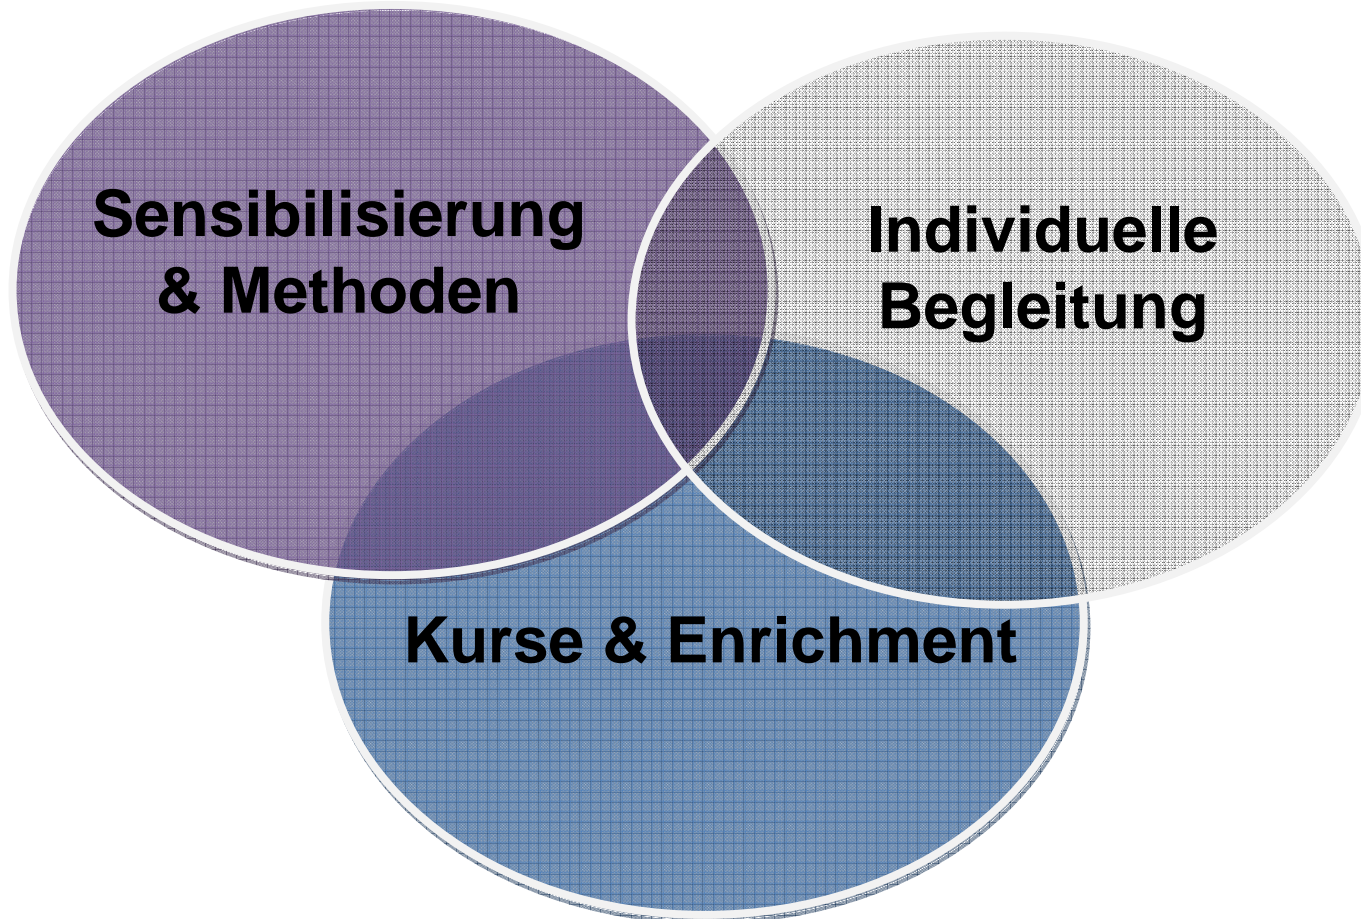 Sensibilisierung
& Methoden
Individuelle
Begleitung
Kurse & Enrichment